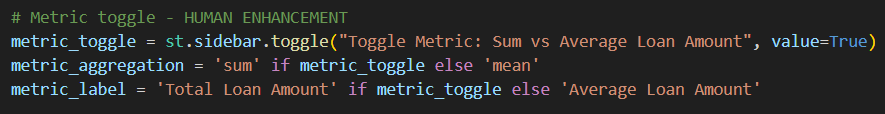 # Metric toggle - HUMAN ENHANCEMENT
metric_toggle = st.sidebar.toggle("Toggle Metric: Sum vs Average Loan Amount", value=True)
metric_aggregation = 'sum' if metric_toggle else 'mean'
metric_label = 'Total Loan Amount' if metric_toggle else 'Average Loan Amount'